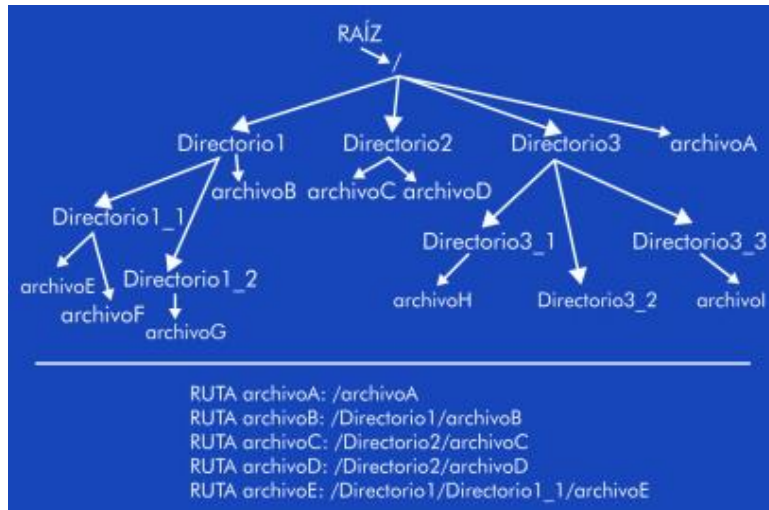 RAÍZ
/
Directorio1 Directorio2 Directorio3 archivoA
archivoB archivoC archivoD
Directorio1_1 Directorio3_1 Directorio3_3
archivoE Directorio1_2 archivoH Directorio3_2 archivoI
archivoF
archivoG
RUTA archivoA: /archivoA
RUTA archivoB: /Directorio1/archivoB
RUTA archivoC: /Directorio2/archivoC
RUTA archivoD: /Directorio2/archivoD
RUTA archivoE: /Directorio1/Directorio1_1/archivoE